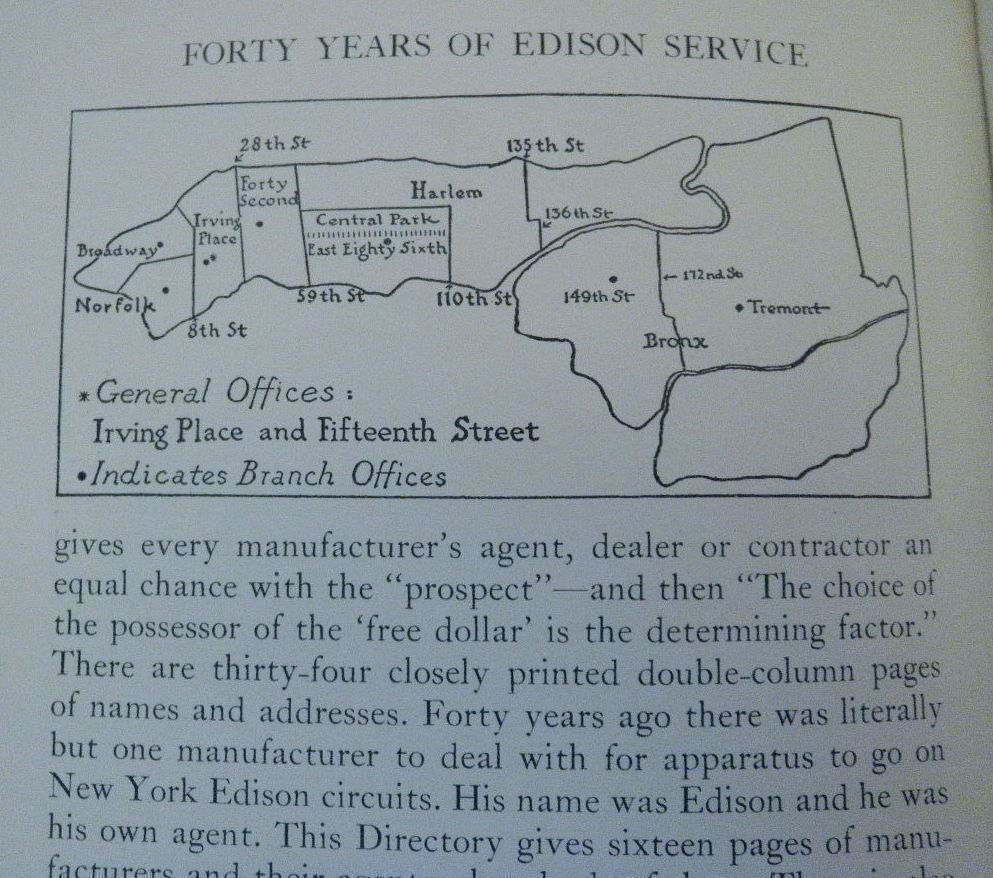 FORTY YEARS OF EDISON SERVICE
28th St
135th St
Forty
Second
Harlem
Irving
Place
Central Park
136th St
Broadway
East Eighty Sixth
172nd St
Norfolk
59th St
110th St
149th St
Tremont
8th St
Bronx
* General Offices :
Irving Place and Fifteenth Street
• Indicates Branch Offices
gives every manufacturer's agent, dealer or contractor an
equal chance with the “prospect”—and then “The choice of
the possessor of the ‘free dollar’ is the determining factor.”
There are thirty-four closely printed double-column pages
of names and addresses. Forty years ago there was literally
but one manufacturer to deal with for apparatus to go on
New York Edison circuits. His name was Edison and he was
his own agent. This Directory gives sixteen pages of manu-
facturers and their